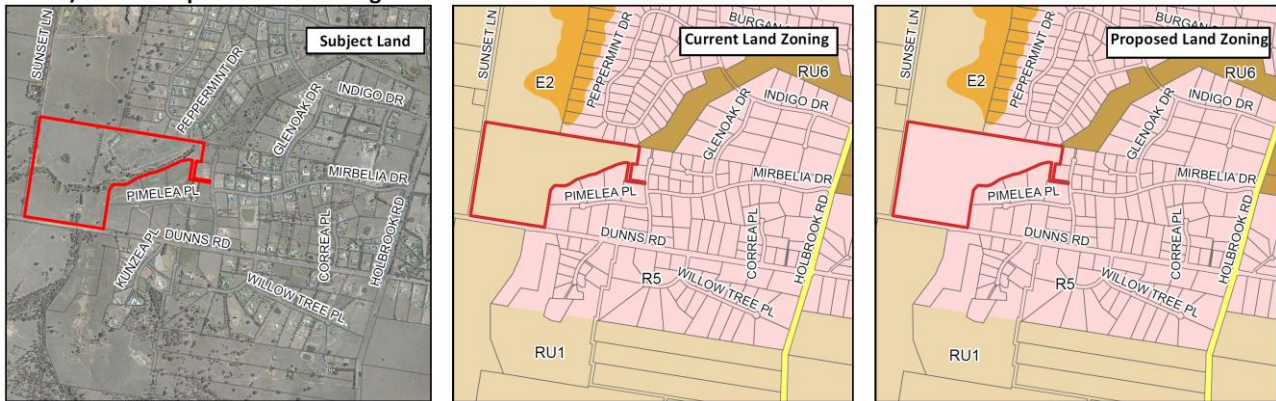 Subject Land
SUNSET LN
PEPPERMINT DR
GLENOAK DR
INDIGO DR
MIRBELIA DR
PIMELEA PL
DUNNS RD
KUNZEA PL
CORREA PL
HOLBROOK RD
WILLOW TREE PL
Current Land Zoning
SUNSET LN
E2
PEPPERMINT DR
RU6
INDIGO DR
GLENOAK DR
MIRBELIA DR
PIMELEA PL
DUNNS RD
CORREA PL
HOLBROOK RD
R5
WILLOW TREE PL
RU1
Proposed Land Zoning
SUNSET LN
E2
PEPPERMINT DR
RU6
INDIGO DR
GLENOAK DR
MIRBELIA DR
PIMELEA PL
DUNNS RD
CORREA PL
HOLBROOK RD
R5
WILLOW TREE PL
RU1